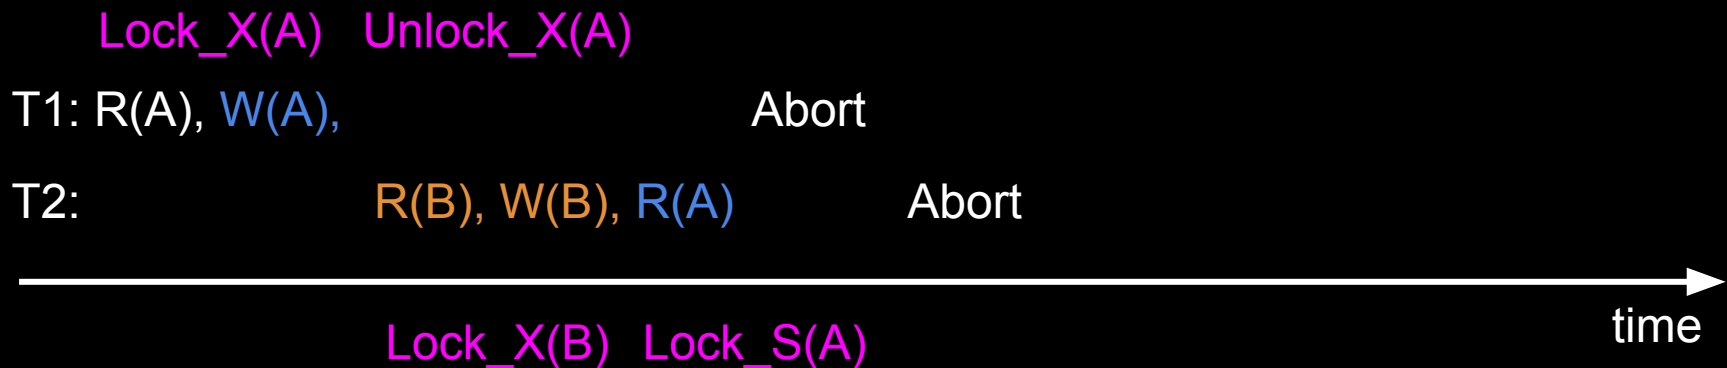 Lock_X(A) Unlock_X(A)
T1: R(A), W(A), Abort
T2: R(B), W(B), R(A) Abort
time
Lock_X(B) Lock_S(A)